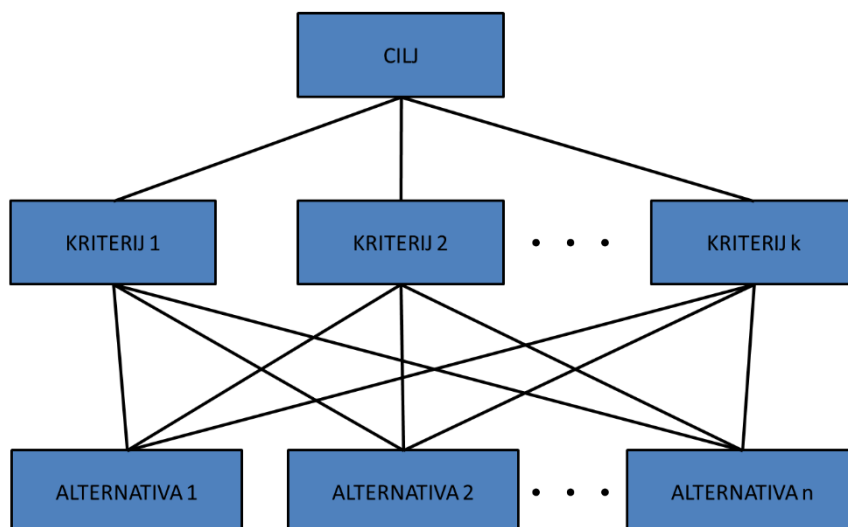 CILJ
KRITERIJ 1
KRITERIJ 2
. . .
KRITERIJ k
ALTERNATIVA 1
ALTERNATIVA 2
. . .
ALTERNATIVA n